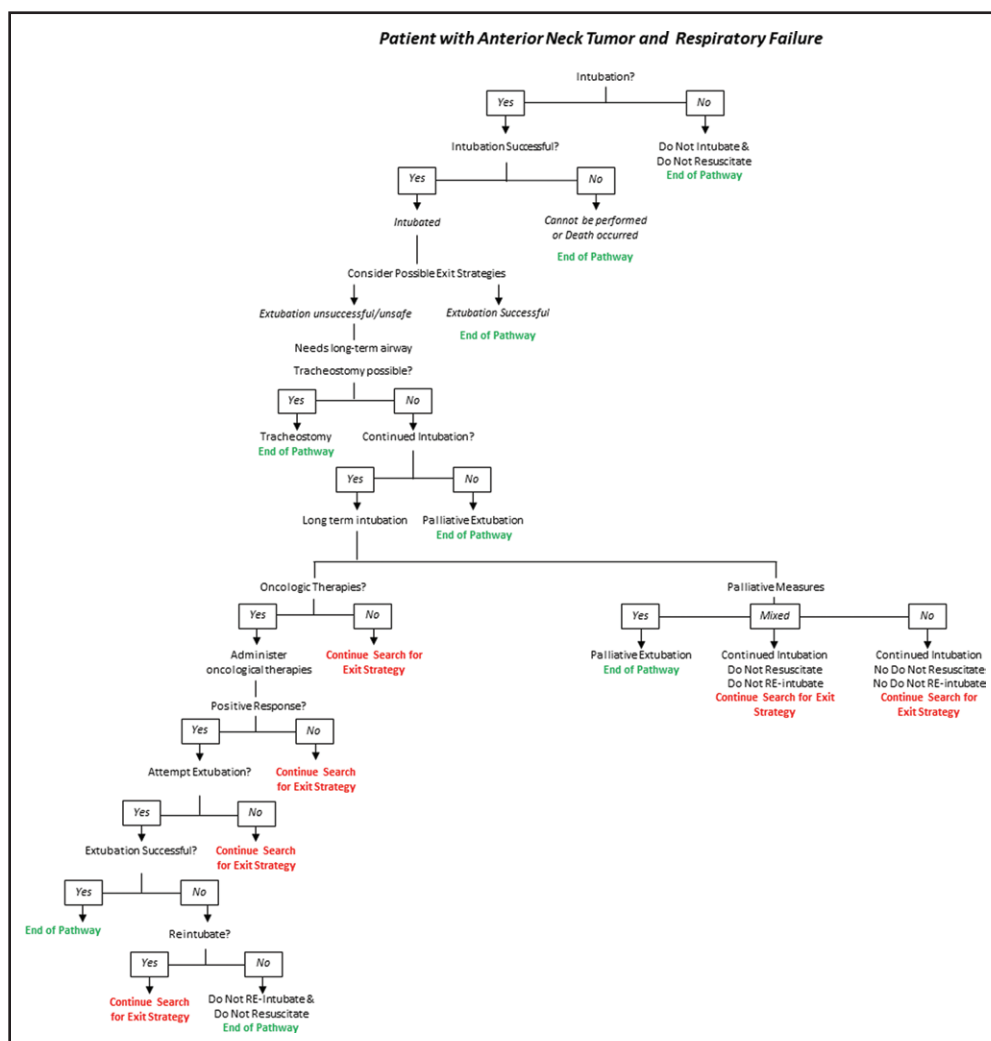 Patient with Anterior Neck Tumor and Respiratory Failure
Intubation?
Yes
No
Intubation Successful?
Do Not Intubate &
Do Not Resuscitate
End of Pathway
Yes
No
Intubated
Cannot be performed
or Death occurred
End of Pathway
Consider Possible Exit Strategies
Extubation unsuccessful/unsafe
Extubation Successful
End of Pathway
Needs long-term airway
Tracheostomy possible?
Yes
No
Tracheostomy
End of Pathway
Continued Intubation?
Yes
No
Long term intubation
Palliative Extubation
End of Pathway
Oncologic Therapies?
Palliative Measures
Yes
No
Yes
Mixed
No
Administer
oncological therapies
Continue Search for
Exit Strategy
Palliative Extubation
End of Pathway
Continued Intubation
Do Not Resuscitate
Do Not RE-intubate
Continue Search for Exit
Strategy
Continued Intubation
No Do Not Resuscitate
No Do Not RE-intubate
Continue Search for
Exit Strategy
Positive Response?
Yes
No
Attempt Extubation?
Continue Search
for Exit Strategy
Yes
No
Extubation Successful?
Continue Search
for Exit Strategy
Yes
No
End of Pathway
Reintubate?
Yes
No
Continue Search
for Exit Strategy
Do Not RE-Intubate &
Do Not Resuscitate
End of Pathway